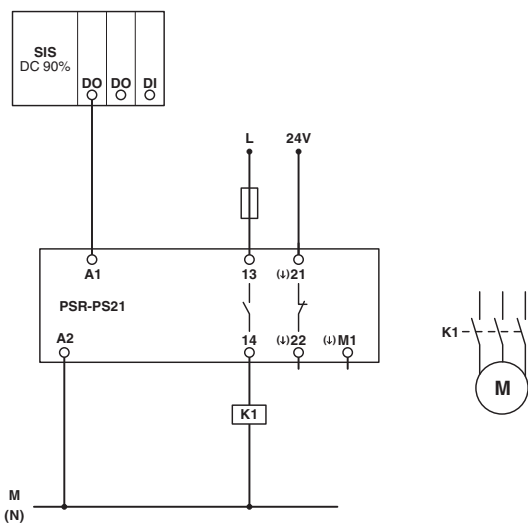 SIS
DC 90%
DO DO DI
L 24V
A1 13 (↓)21
PSR-PS21
A2 14 (↓)22 (↓)M1
K1
K1
M
M
(N)